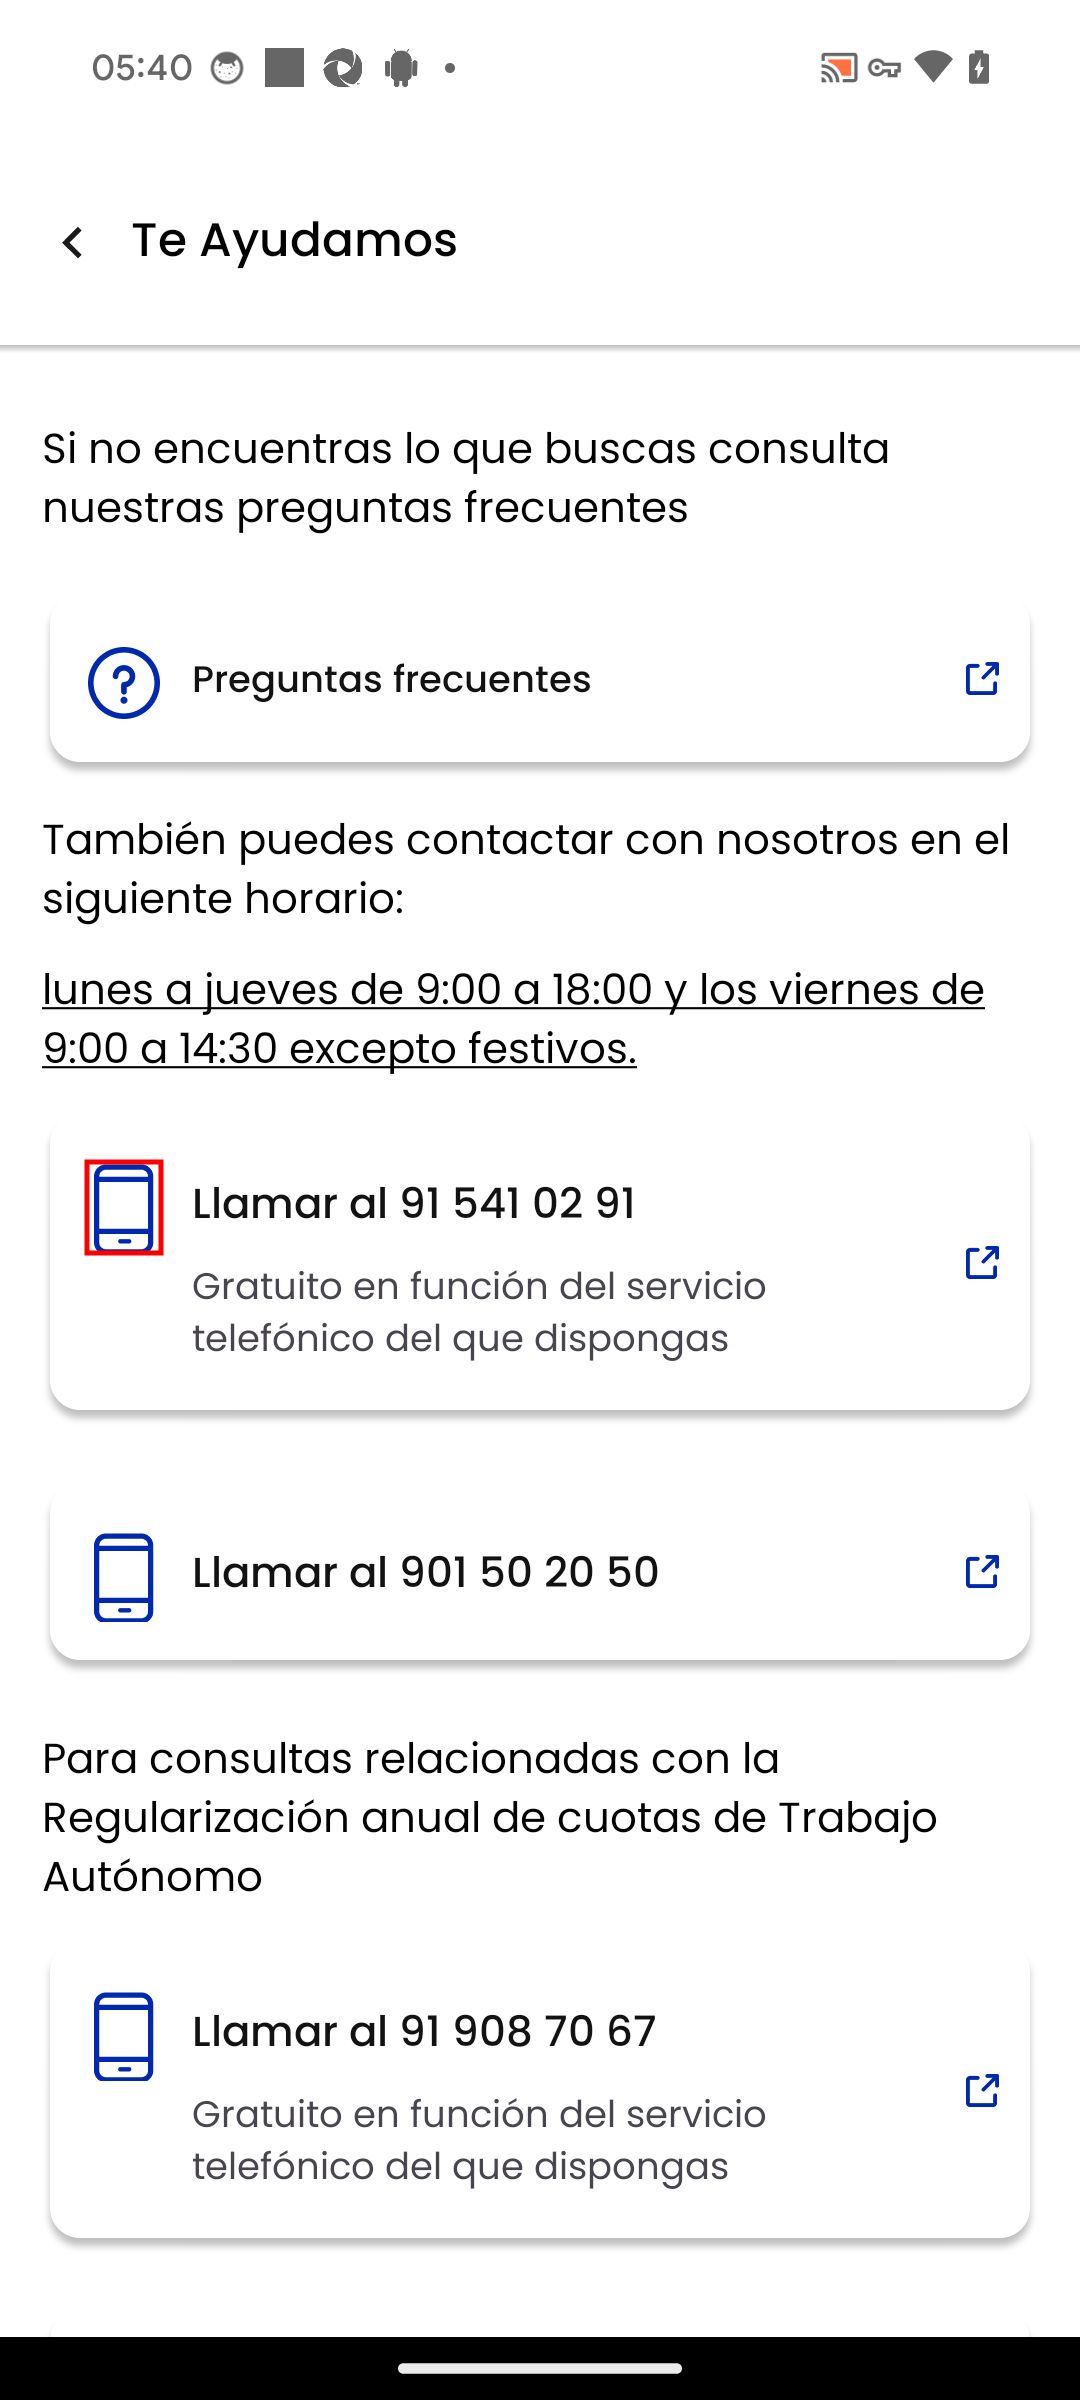 05:40
Te Ayudamos
Si no encuentras lo que buscas consulta
nuestras preguntas frecuentes
Preguntas frecuentes
También puedes contactar con nosotros en el
siguiente horario:
lunes a jueves de 9:00 a 18:00 y los viernes de
9:00 a 14:30 excepto festivos.
Llamar al 91 541 02 91
Gratuito en función del servicio
telefónico del que dispongas
Llamar al 901 50 20 50
Para consultas relacionadas con la
Regularización anual de cuotas de Trabajo
Autónomo
Llamar al 91 908 70 67
Gratuito en función del servicio
telefónico del que dispongas